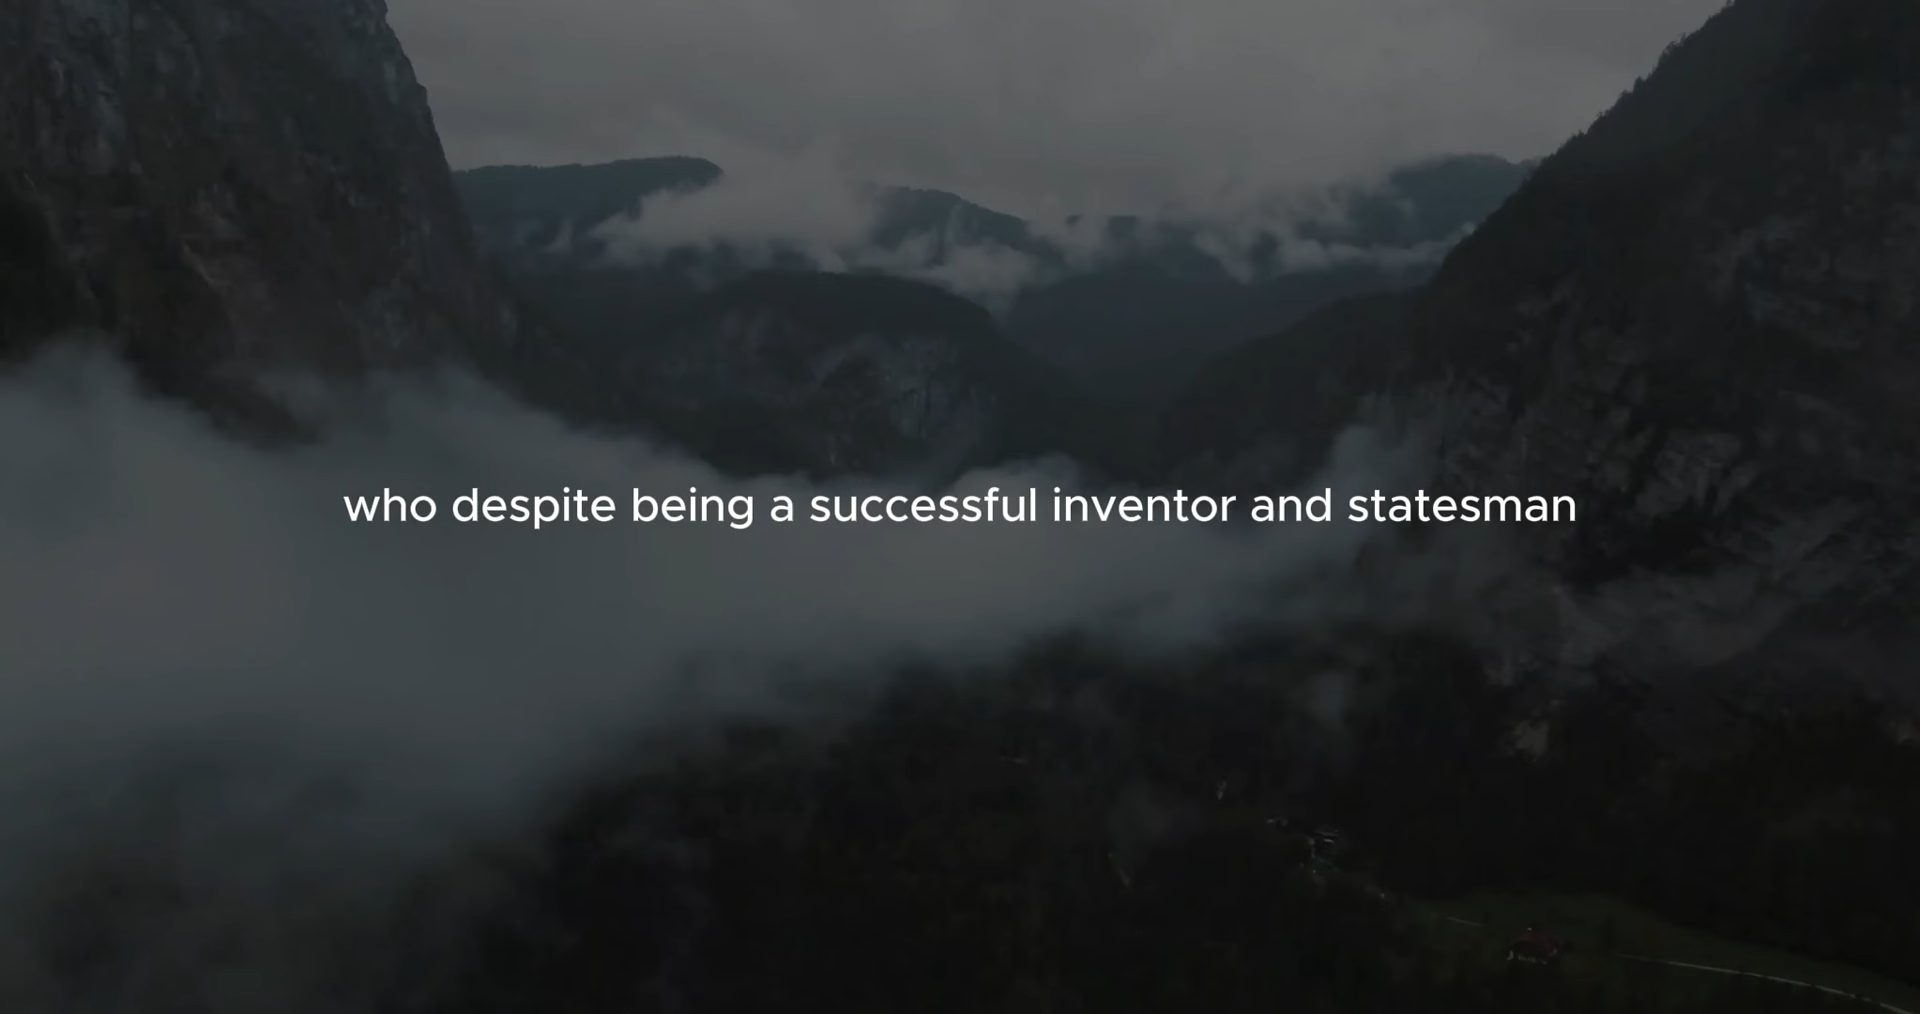 who despite being a successful inventor and statesman